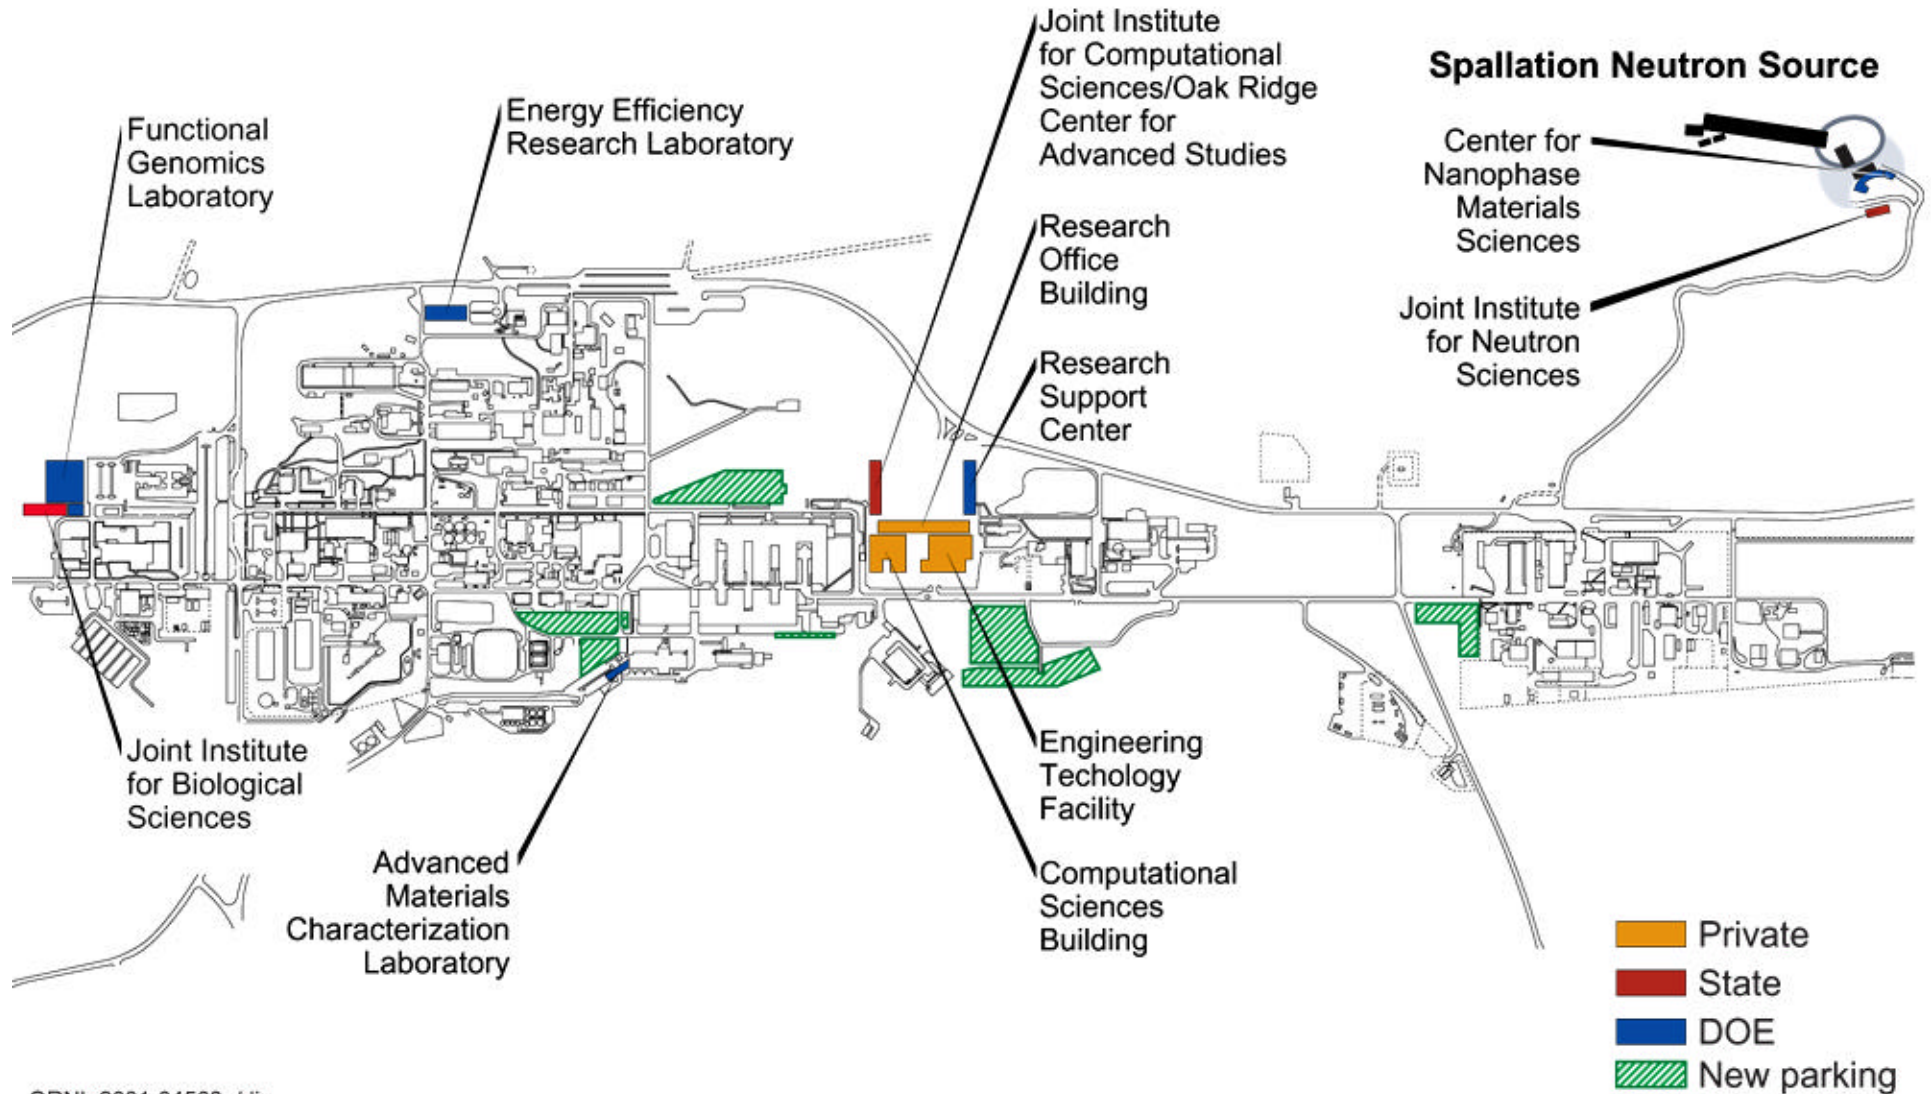 Joint Institute
for Computational
Sciences/Oak Ridge
Center for
Advanced Studies
Spallation Neutron Source
Energy Efficiency
Research Laboratory
Functional
Genomics
Laboratory
Center for
Nanophase
Materials
Sciences
Research
Office
Building
Joint Institute
for Neutron
Sciences
Research
Support
Center
Joint Institute
for Biological
Sciences
Engineering
Techology
Facility
Advanced
Materials
Characterization
Laboratory
Computational
Sciences
Building
Private
State
DOE
New parking